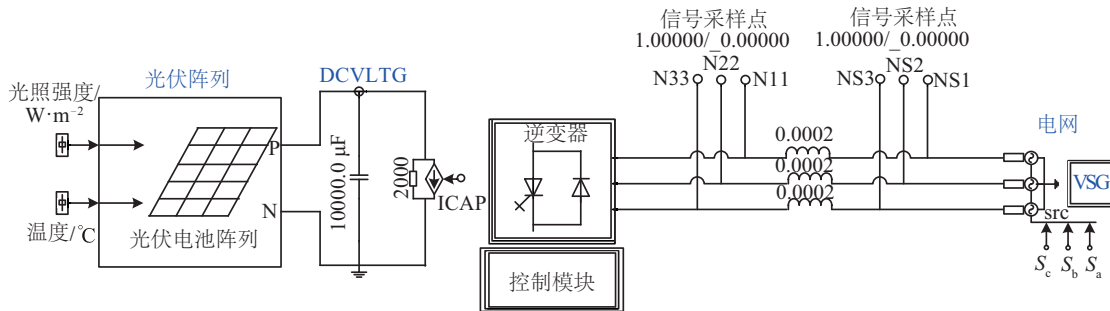 信号采样点
1.00000/_0.00000
信号采样点
1.00000/_0.00000
N33
N22
N11
NS3
NS2
NS1
光伏阵列
DCVLTG
光照强度/
W·m⁻²
P
N
温度/℃
光伏电池阵列
10000.0 μF
2000
ICAP
逆变器
控制模块
0.0002
0.0002
0.0002
电网
VSG
src
Sc
Sb
Sa